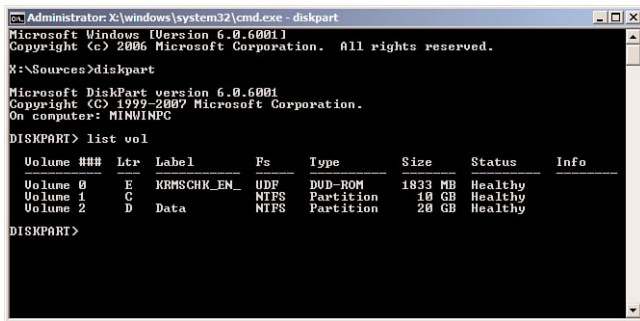 Administrator: X:\windows\system32\cmd.exe - diskpart
Microsoft Windows [Version 6.0.6001]
Copyright (c) 2006 Microsoft Corporation.  All rights reserved.
X:\Sources>diskpart
Microsoft DiskPart version 6.0.6001
Copyright (C) 1999-2007 Microsoft Corporation.
On computer: MININPC
DISKPART> list vol
Volume ###  Ltr  Label        Fs     Type        Size     Status     Info
Volume 0     E   KRMSCHK_EN_  UDF    DVD-ROM     1833 MB  Healthy
Volume 1     C                NTFS   Partition     10 GB  Healthy
Volume 2     D   Data         NTFS   Partition     20 GB  Healthy
DISKPART>